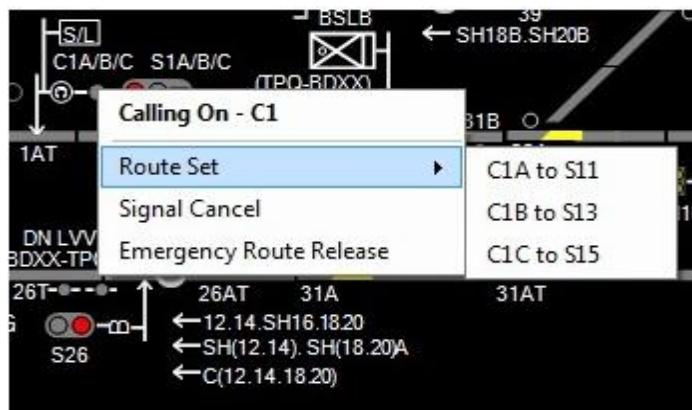 BSLB
39
S/L
←SH18B.SH20B
C1A/B/C S1A/B/C
(TPQ-BDXX)
Calling On - C1
31B
1AT
Route Set
C1A to S11
Signal Cancel
C1B to S13
DN LVV
BDXX-TP
Emergency Route Release
C1C to S15
26T
26AT 31A 31AT
←12.14.SH16.18.20
S26
←SH(12.14). SH(18.20)A
←C(12.14.18.20)